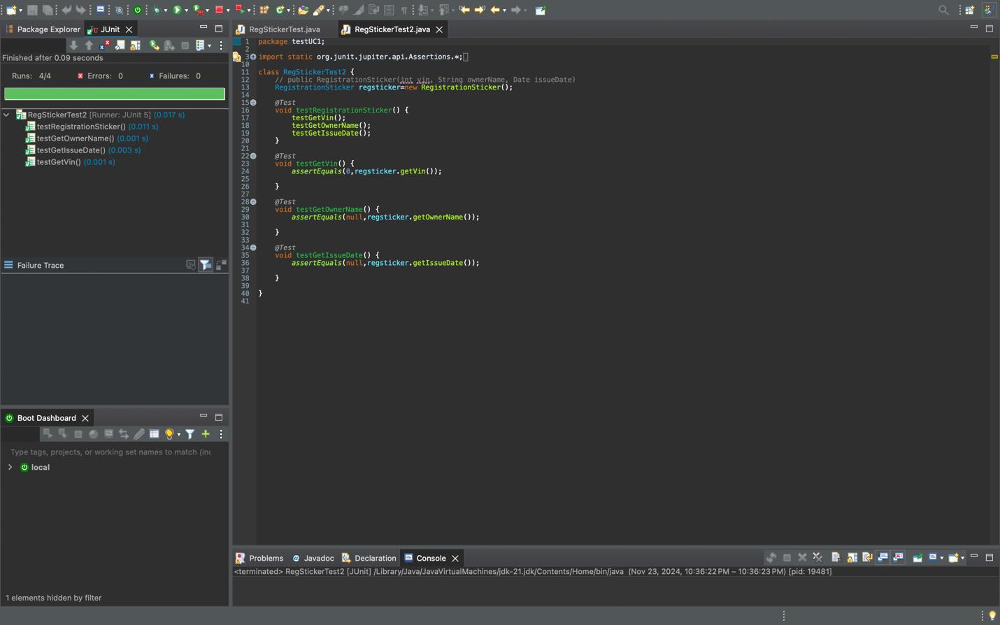 Package Explorer
JUnit
RegStickerTest.java
RegStickerTest2.java
Finished after 0.09 seconds
Runs: 4/4
Errors: 0
Failures: 0
RegStickerTest2 [Runner: JUnit 5] (0.017 s)
testRegistrationSticker() (0.011 s)
testGetOwnerName() (0.001 s)
testGetIssueDate() (0.003 s)
testGetVin() (0.001 s)
Failure Trace
1 package testUC1;
2
3 import static org.junit.jupiter.api.Assertions.*;
10
11 class RegStickerTest2 {
12 // public RegistrationSticker(int vin, String ownerName, Date issueDate)
13 RegistrationSticker regsticker=new RegistrationSticker();
14
15 @Test
16 void testRegistrationSticker() {
17 testGetVin();
18 testGetOwnerName();
19 testGetIssueDate();
20 }
21
22 @Test
23 void testGetVin() {
24 assertEquals(0,regsticker.getVin());
25
26 }
27
28 @Test
29 void testGetOwnerName() {
30 assertEquals(null,regsticker.getOwnerName());
31
32 }
33
34 @Test
35 void testGetIssueDate() {
36 assertEquals(null,regsticker.getIssueDate());
37
38 }
39
40 }
41
Boot Dashboard
Type tags, projects, or working set names to match (inc
local
1 elements hidden by filter
Problems
Javadoc
Declaration
Console
<terminated> RegStickerTest2 [JUnit] /Library/Java/JavaVirtualMachines/jdk-21.jdk/Contents/Home/bin/java (Nov 23, 2024, 10:36:22 PM – 10:36:23 PM) [pid: 19481]